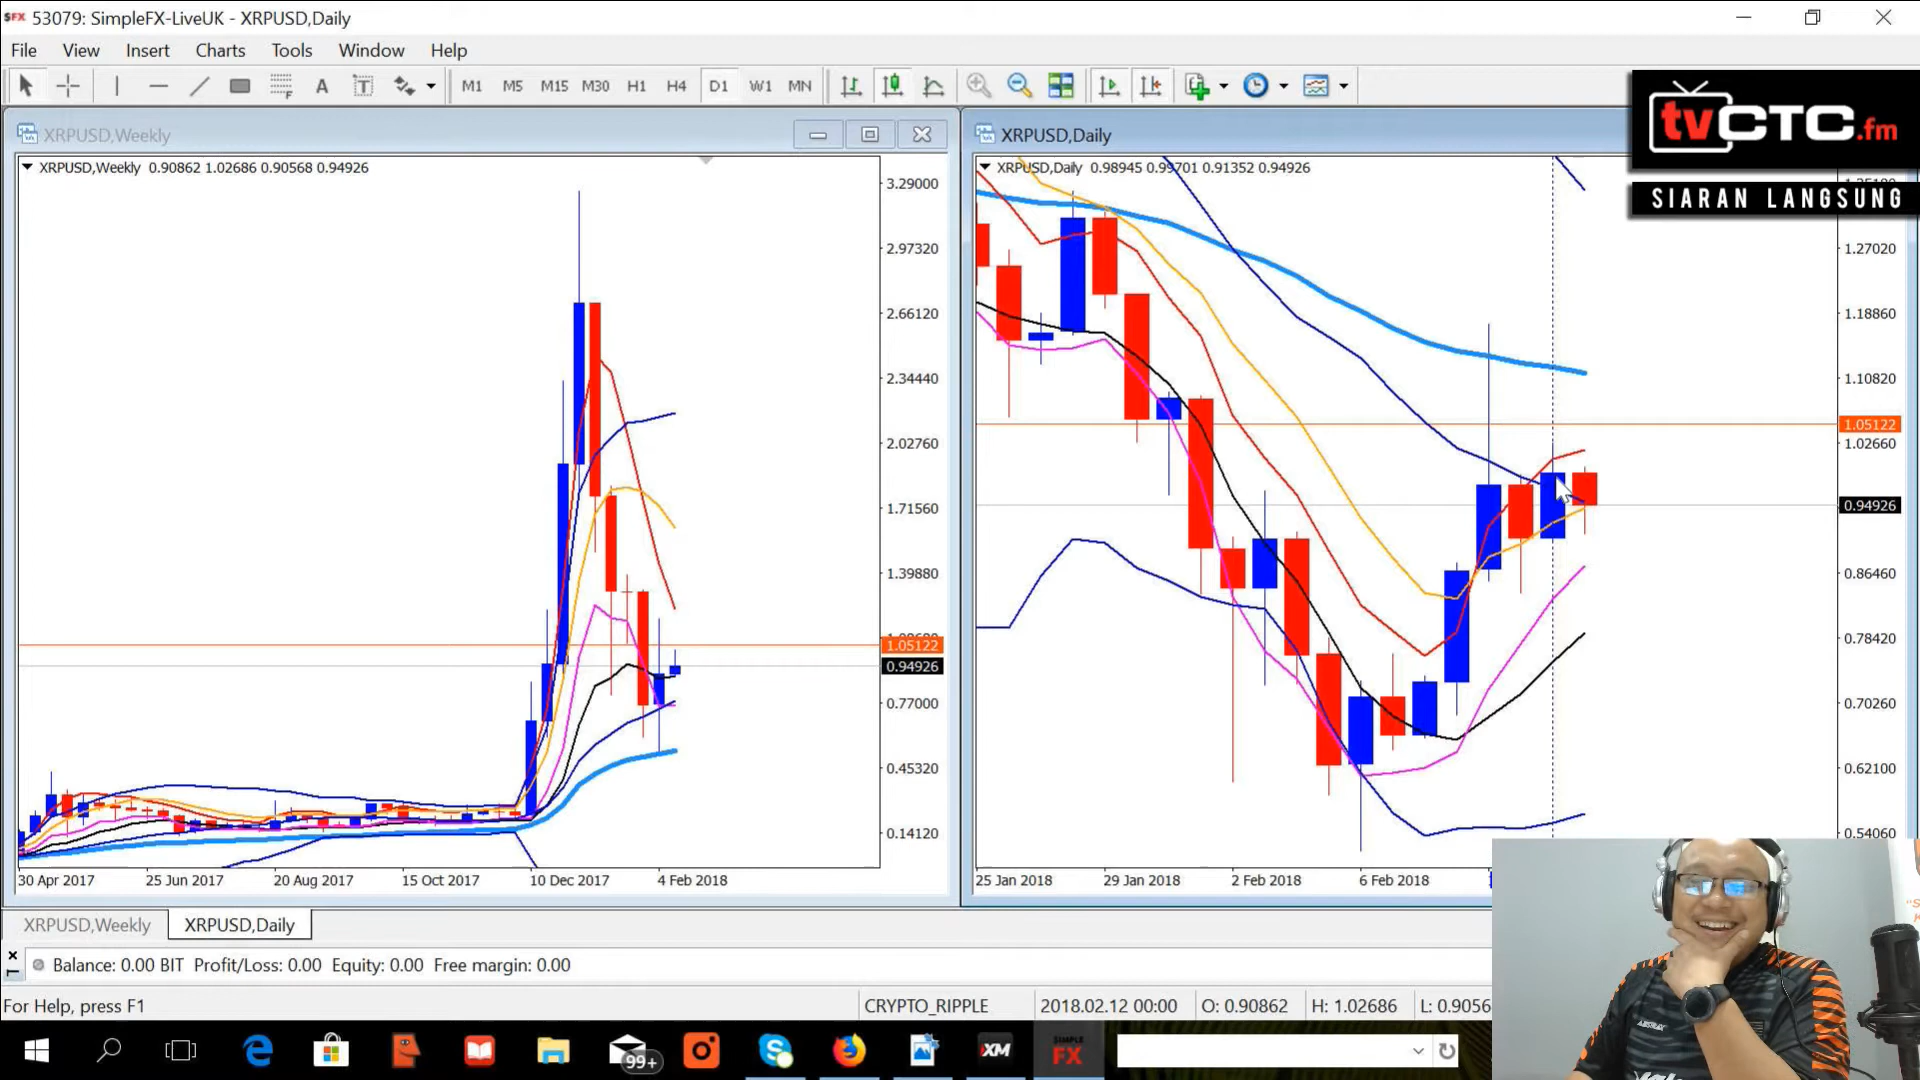 53079: SimpleFX-LiveUK - XRPUSD,Daily
File View Insert Charts Tools Window Help
M1 M5 M15 M30 H1 H4 D1 W1 MN
tvCTC.fm
SIARAN LANGSUNG
XRPUSD,Weekly
XRPUSD,Weekly 0.90862 1.02686 0.90568 0.94926
3.29000
2.97320
2.66120
2.34440
2.02760
1.71560
1.39880
1.05122
0.94926
0.77000
0.45320
0.14120
30 Apr 2017 25 Jun 2017 20 Aug 2017 15 Oct 2017 10 Dec 2017 4 Feb 2018
XRPUSD,Daily
XRPUSD,Daily 0.98945 0.99701 0.91352 0.94926
1.27020
1.18860
1.10820
1.05122
1.02660
0.94926
0.86460
0.78420
0.70260
0.62100
0.54060
25 Jan 2018 29 Jan 2018 2 Feb 2018 6 Feb 2018
XRPUSD,Weekly XRPUSD,Daily
Balance: 0.00 BIT Profit/Loss: 0.00 Equity: 0.00 Free margin: 0.00
For Help, press F1
CRYPTO_RIPPLE 2018.02.12 00:00 O: 0.90862 H: 1.02686 L: 0.9056
99+
XM
SIMPLE
FX